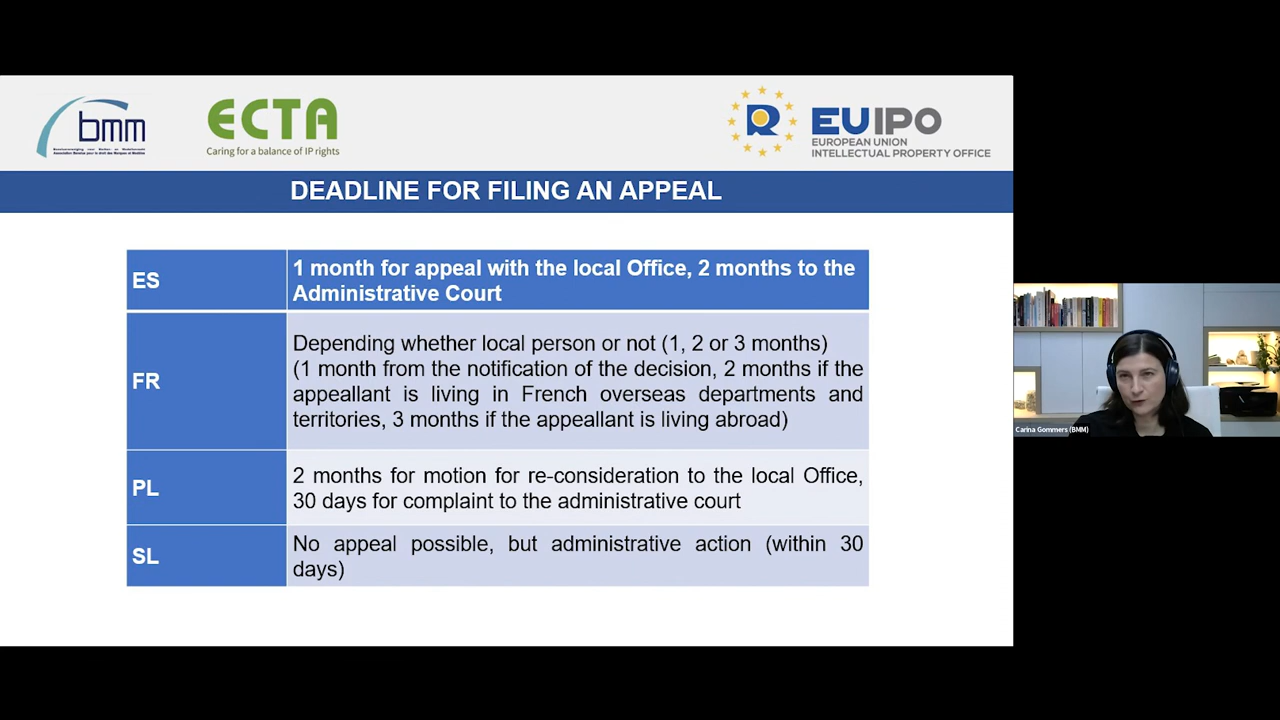 bmm
ECTA
Caring for a balance of IP rights
EUIPO
EUROPEAN UNION
INTELLECTUAL PROPERTY OFFICE
DEADLINE FOR FILING AN APPEAL
ES
1 month for appeal with the local Office, 2 months to the
Administrative Court
FR
Depending whether local person or not (1, 2 or 3 months)
(1 month from the notification of the decision, 2 months if the
appeallant is living in French overseas departments and
territories, 3 months if the appeallant is living abroad)
PL
2 months for motion for re-consideration to the local Office,
30 days for complaint to the administrative court
SL
No appeal possible, but administrative action (within 30
days)
Carina Gommers (BMM)